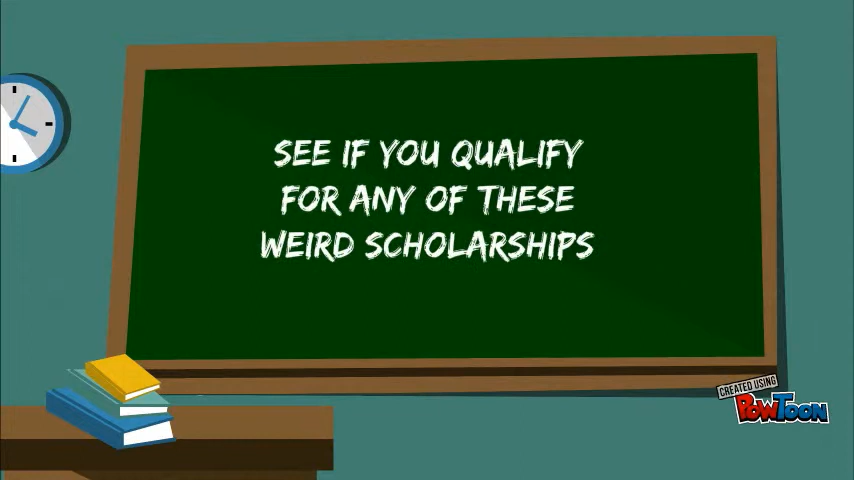 SEE IF YOU QUALIFY
FOR ANY OF THESE
WEIRD SCHOLARSHIPS
CREATED USING
POWTOON